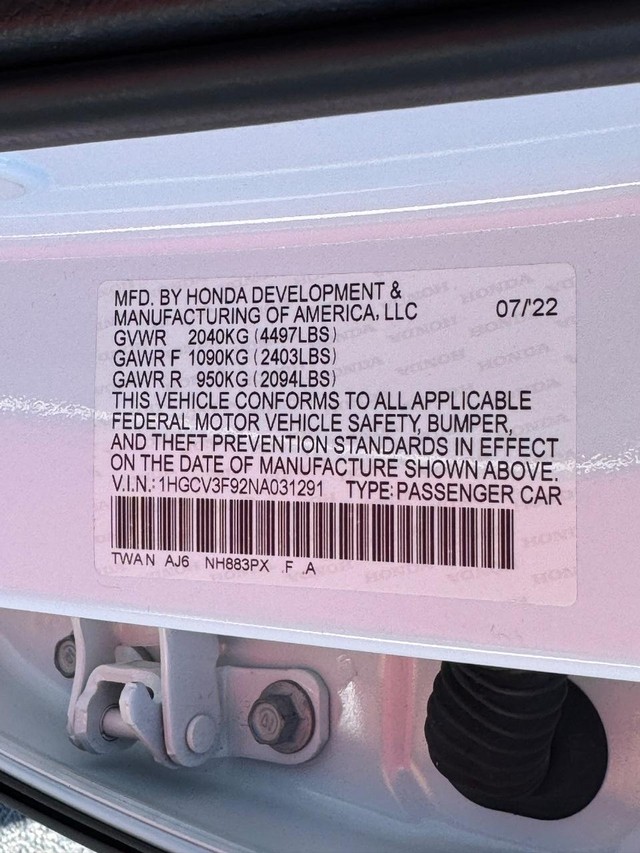 MFD. BY HONDA DEVELOPMENT &
MANUFACTURING OF AMERICA, LLC 07/'22
GVWR 2040KG (4497LBS)
GAWR F 1090KG (2403LBS)
GAWR R 950KG (2094LBS)
THIS VEHICLE CONFORMS TO ALL APPLICABLE
FEDERAL MOTOR VEHICLE SAFETY, BUMPER,
AND THEFT PREVENTION STANDARDS IN EFFECT
ON THE DATE OF MANUFACTURE SHOWN ABOVE.
V.I.N.: 1HGCV3F92NA031291 TYPE: PASSENGER CAR
TWA N AJ6 NH883PX .F .A